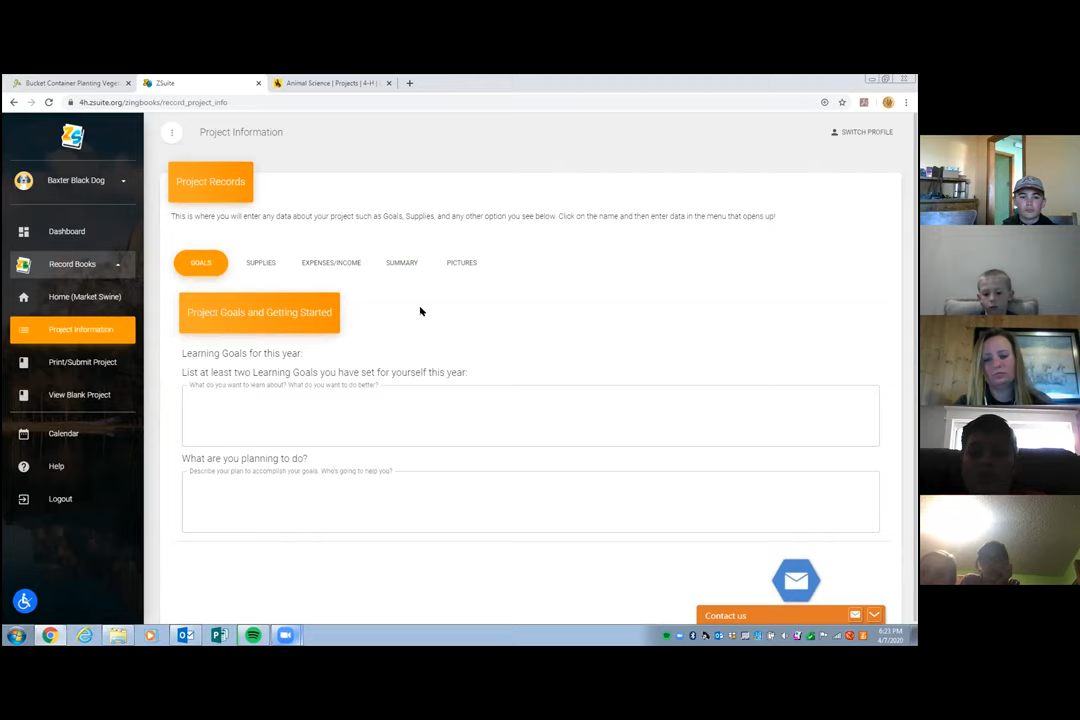 Bucket Container Planting Veget
ZSuite
Animal Science | Projects | 4-H |
4h.zsuite.org/zingbooks/record_project_info
ZS
Project Information
SWITCH PROFILE
Baxter Black Dog
Project Records
This is where you will enter any data about your project such as Goals, Supplies, and any other option you see below. Click on the name and then enter data in the menu that opens up!
Dashboard
Record Books
GOALS
SUPPLIES
EXPENSES/INCOME
SUMMARY
PICTURES
Home (Market Swine)
Project Information
Project Goals and Getting Started
Print/Submit Project
Learning Goals for this year:
List at least two Learning Goals you have set for yourself this year:
What do you want to learn about? What do you want to do better?
View Blank Project
Calendar
What are you planning to do?
Help
Describe your plan to accomplish your goals. Who's going to help you?
Logout
Contact us
6:23 PM
4/7/2020